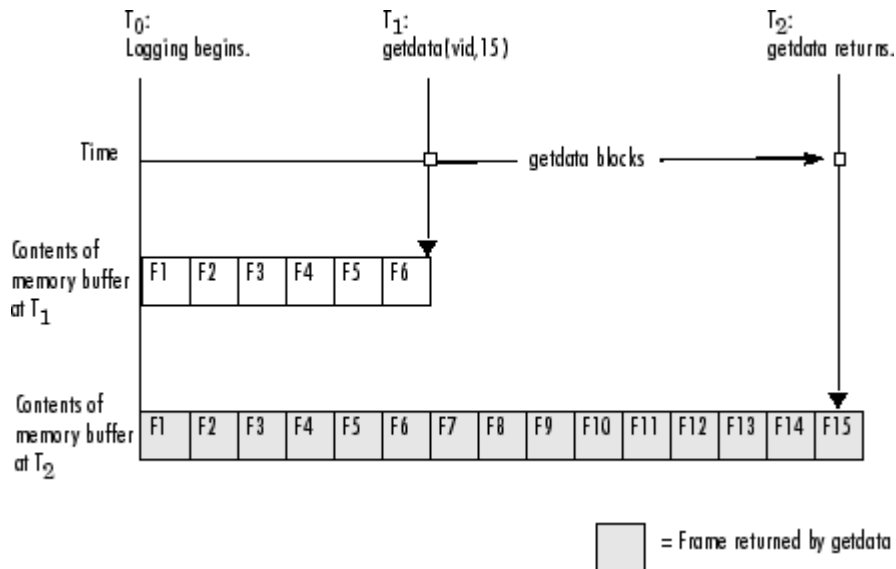 T0:
Logging begins.
T1:
getdata(vid,15)
T2:
getdata returns.
Time
getdata blocks
Contents of
memory buffer
at T1
F1 F2 F3 F4 F5 F6
Contents of
memory buffer
at T2
F1 F2 F3 F4 F5 F6 F7 F8 F9 F10 F11 F12 F13 F14 F15
= Frame returned by getdata